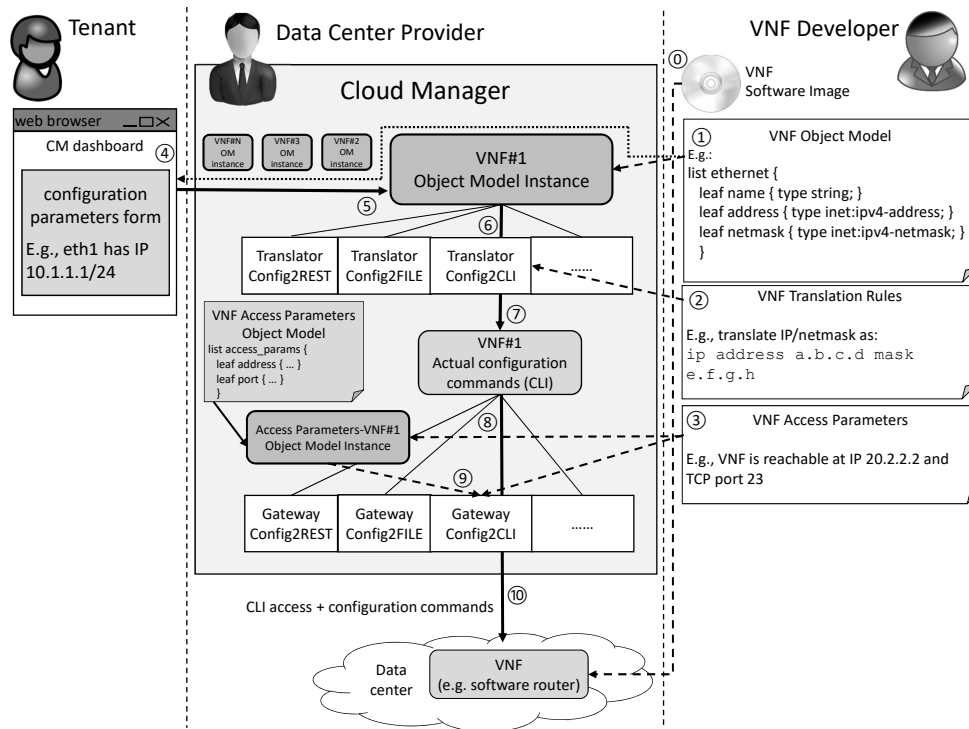 Tenant
Data Center Provider
VNF Developer
⓪
VNF
Software Image
web browser
CM dashboard
④
configuration
parameters form
E.g., eth1 has IP
10.1.1.1/24
Cloud Manager
VNF#N
OM
instance
VNF#3
OM
instance
VNF#2
OM
instance
VNF#1
Object Model Instance
⑤
⑥
Translator
Config2REST
Translator
Config2FILE
Translator
Config2CLI
......
⑦
VNF Access Parameters
Object Model
list access_params {
leaf address { ... }
leaf port { ... }
}
VNF#1
Actual configuration
commands (CLI)
⑧
Access Parameters-VNF#1
Object Model Instance
⑨
Gateway
Config2REST
Gateway
Config2FILE
Gateway
Config2CLI
......
⑩
CLI access + configuration commands
Data
center
VNF
(e.g. software router)
①
VNF Object Model
E.g.:
list ethernet {
leaf name { type string; }
leaf address { type inet:ipv4-address; }
leaf netmask { type inet:ipv4-netmask; }
}
②
VNF Translation Rules
E.g., translate IP/netmask as:
ip address a.b.c.d mask
e.f.g.h
③
VNF Access Parameters
E.g., VNF is reachable at IP 20.2.2.2 and
TCP port 23